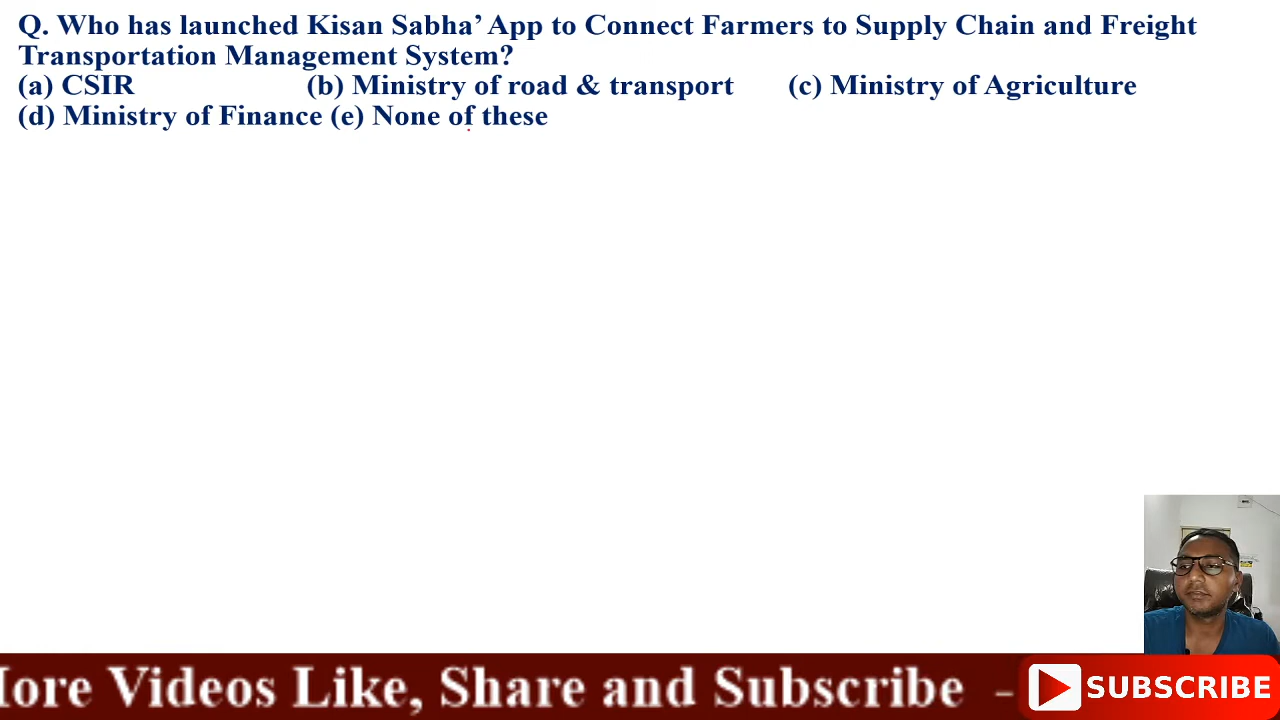 Q. Who has launched Kisan Sabha’ App to Connect Farmers to Supply Chain and Freight
Transportation Management System?
(a) CSIR (b) Ministry of road & transport (c) Ministry of Agriculture
(d) Ministry of Finance (e) None of these
More Videos Like, Share and Subscribe - SUBSCRIBE